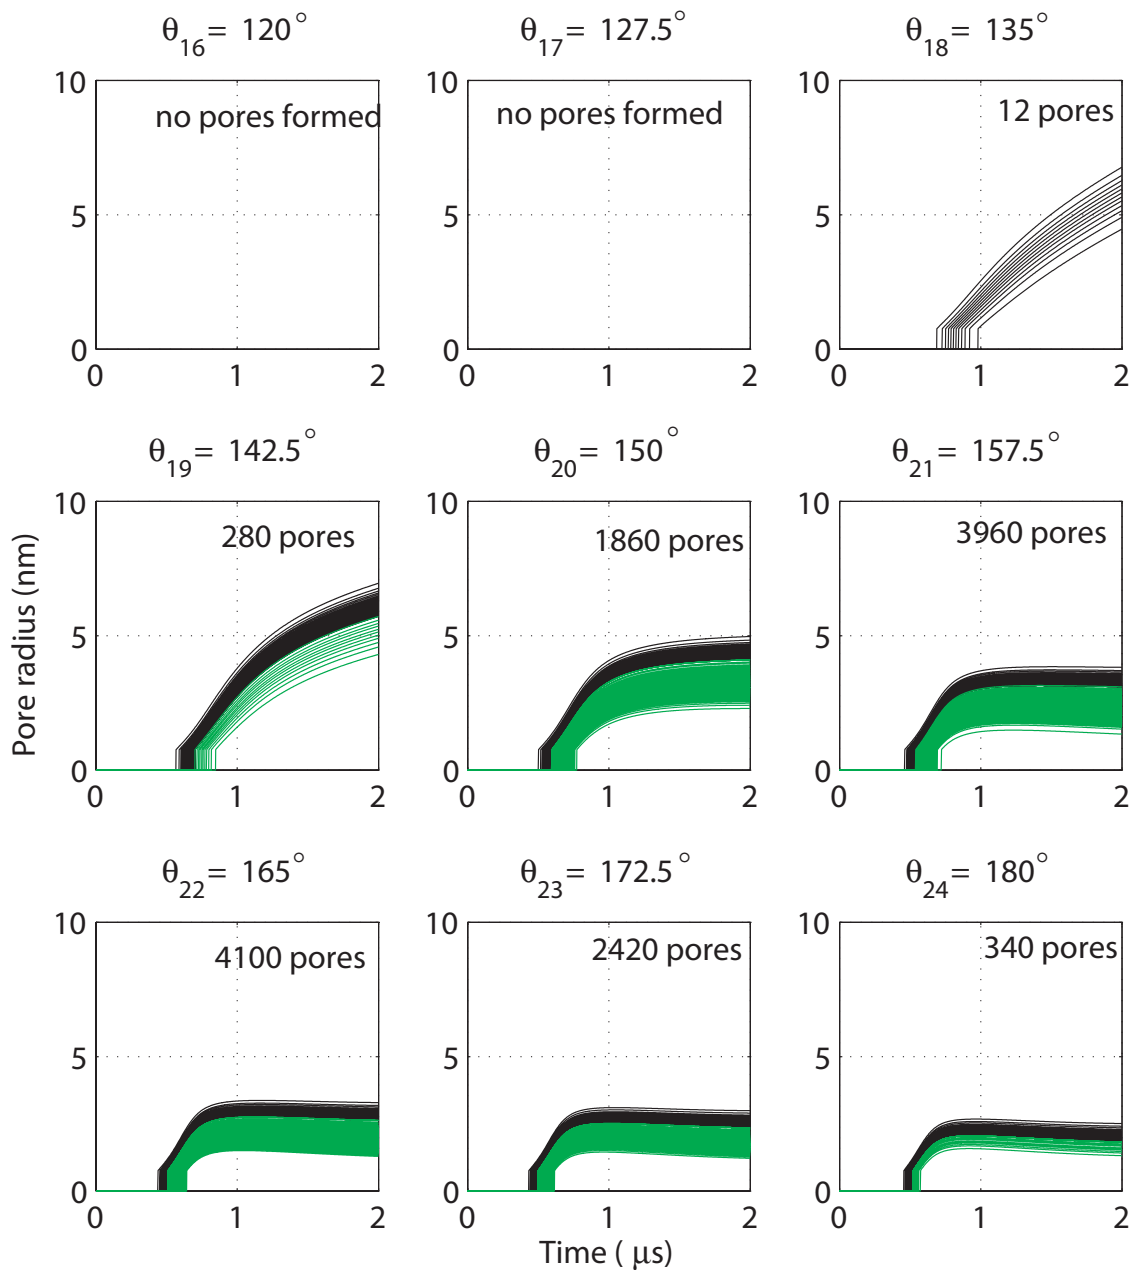 θ16= 120° θ17= 127.5° θ18= 135°
10 10 10
no pores formed no pores formed 12 pores
5 5 5
0 0 0
0 1 2 0 1 2 0 1 2
θ19= 142.5° θ20= 150° θ21= 157.5°
10 10 10
280 pores 1860 pores 3960 pores
Pore radius (nm)
5 5 5
0 0 0
0 1 2 0 1 2 0 1 2
θ22= 165° θ23= 172.5° θ24= 180°
10 10 10
4100 pores 2420 pores 340 pores
5 5 5
0 0 0
0 1 2 0 1 2 0 1 2
Time ( μs)